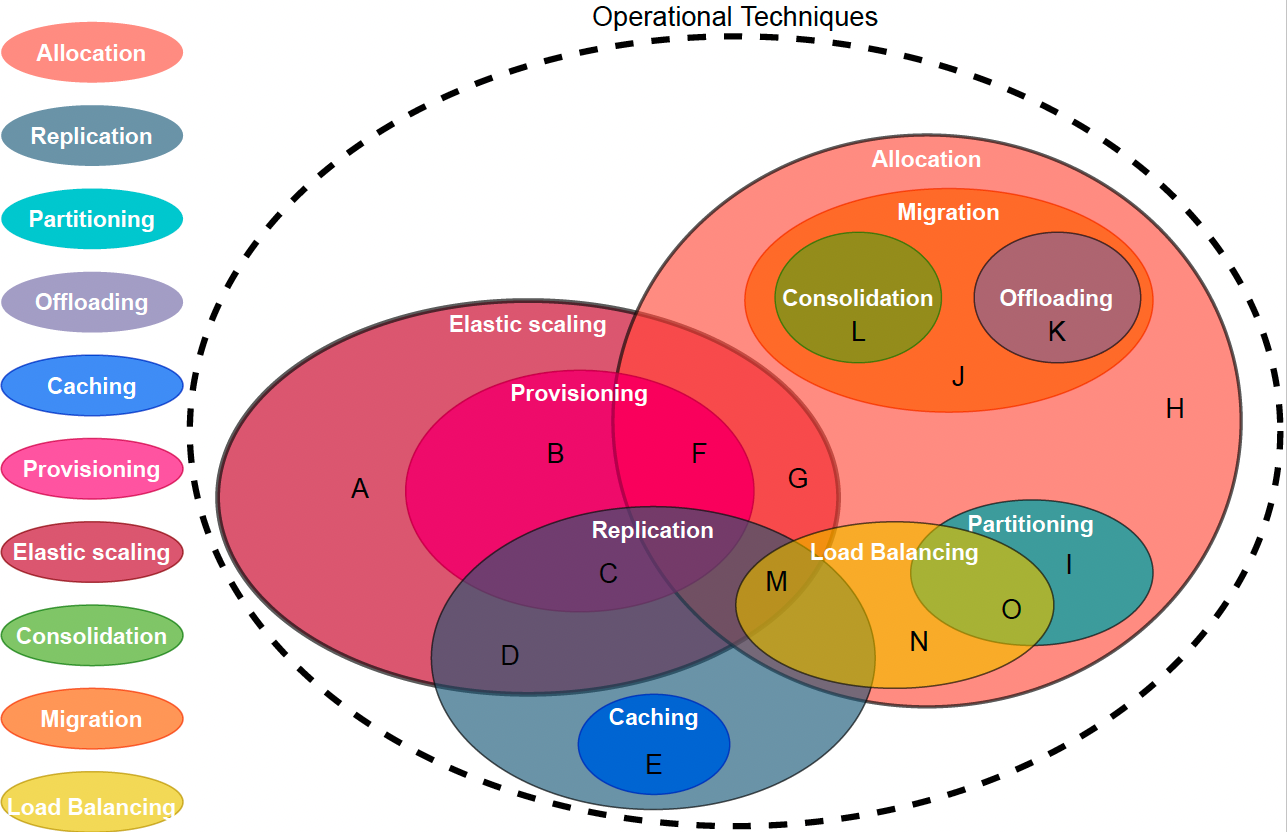 Operational Techniques
Allocation
Replication
Partitioning
Offloading
Caching
Provisioning
Elastic scaling
Consolidation
Migration
Load Balancing
Allocation
Migration
Consolidation
L
Offloading
K
J
H
Elastic scaling
Provisioning
A
B
F
G
Replication
C
D
M
Load Balancing
Partitioning
I
O
N
Caching
E